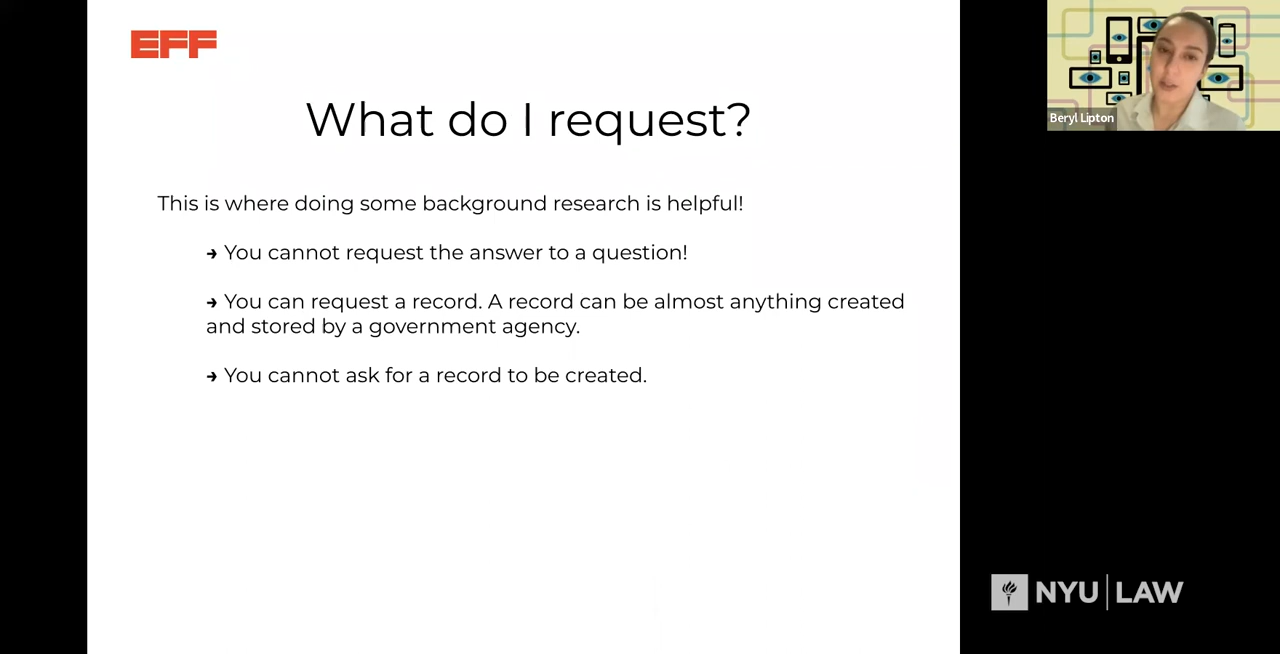 EFF
What do I request?
This is where doing some background research is helpful!
→ You cannot request the answer to a question!
→ You can request a record. A record can be almost anything created
and stored by a government agency.
→ You cannot ask for a record to be created.
Beryl Lipton
NYU | LAW